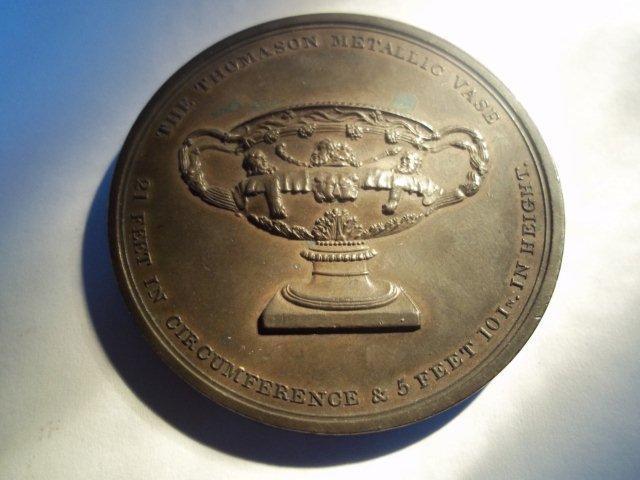 THE THOMASON METALLIC VASE
21 FEET IN CIRCUMFERENCE & 5 FEET 10 IN. IN HEIGHT.